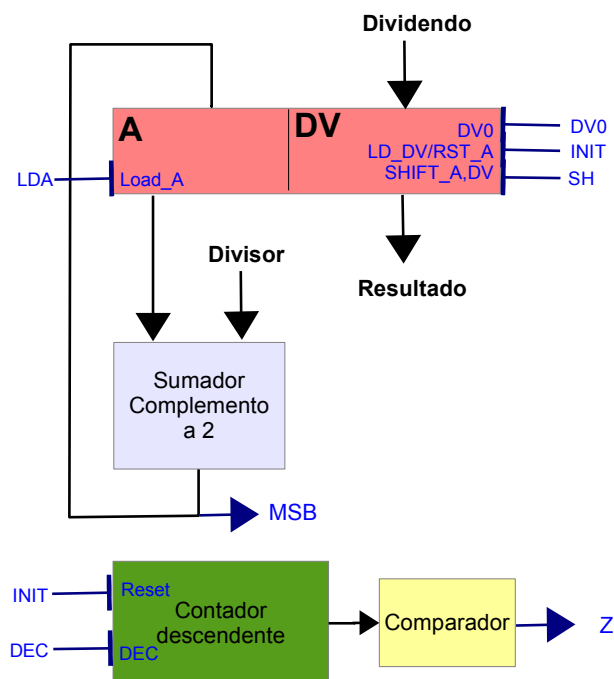 Dividendo
A
DV
DV0
DV0
LD_DV/RST_A
INIT
LDA
Load_A
SHIFT_A,DV
SH
Divisor
Resultado
Sumador
Complemento
a 2
MSB
INIT
Reset
Contador
descendente
Comparador
Z
DEC
DEC